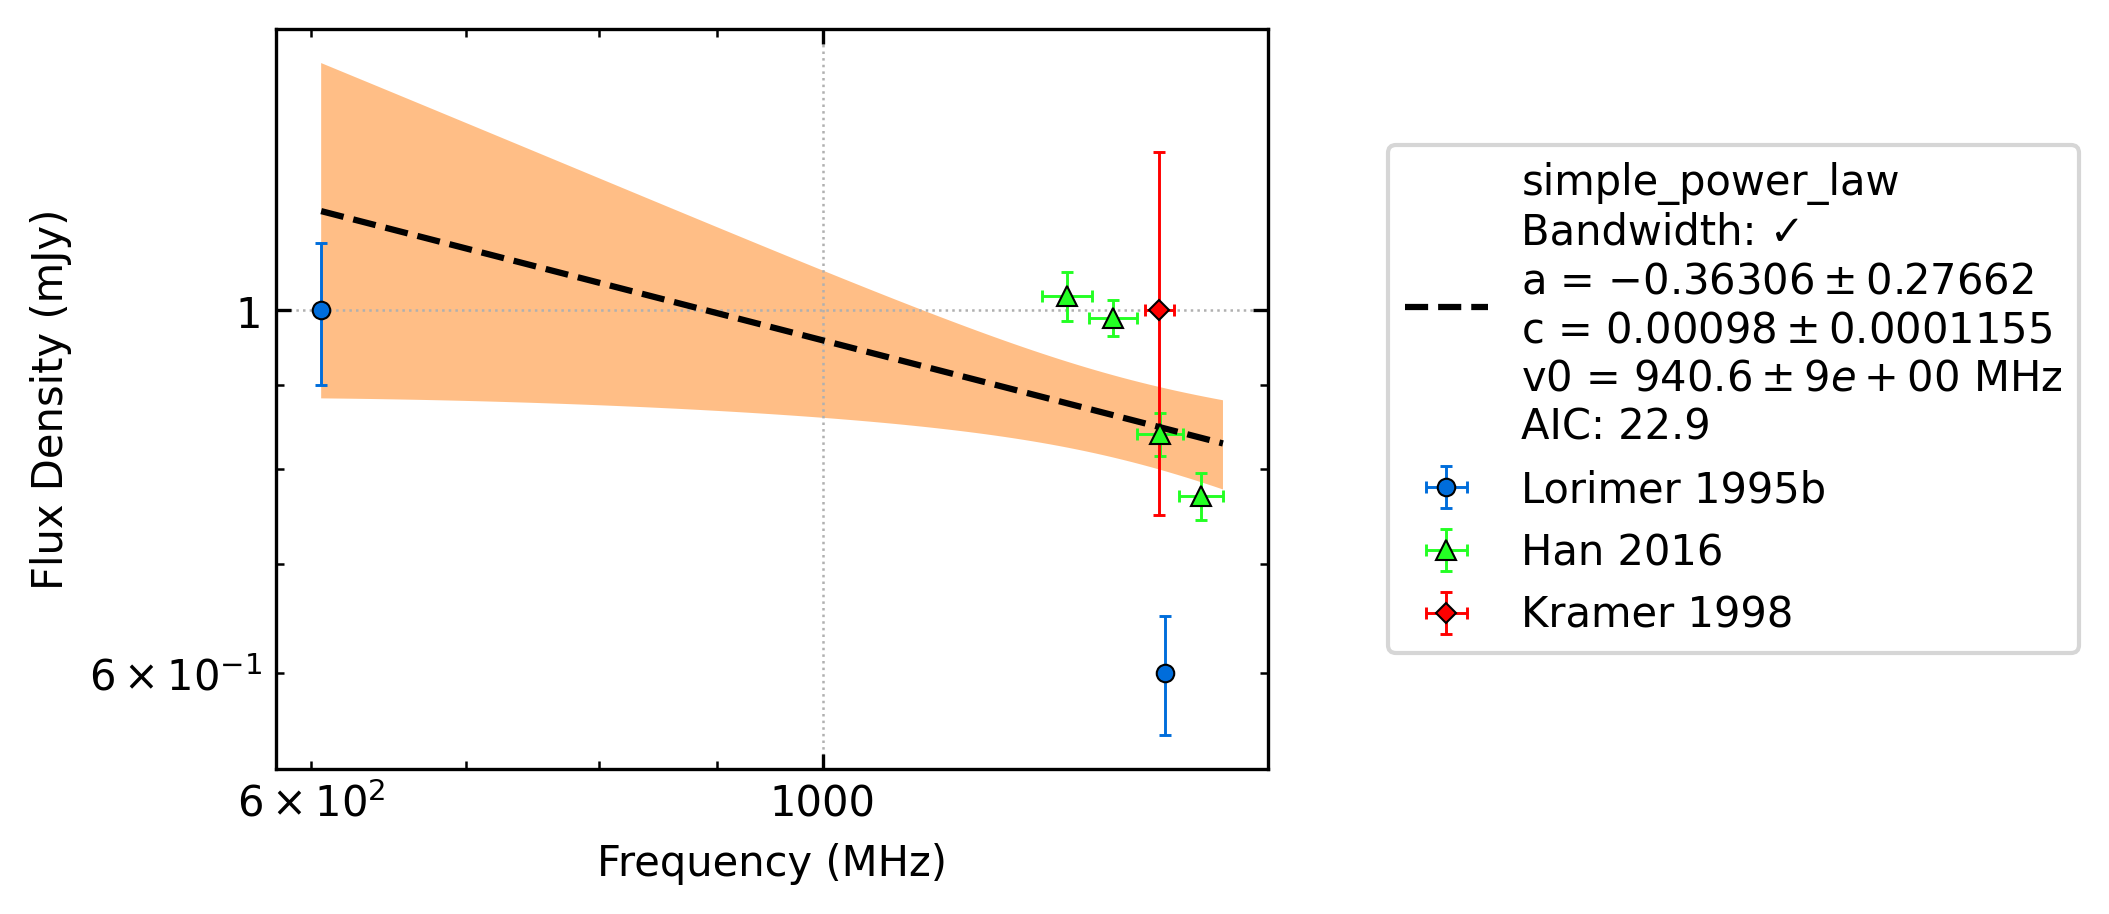 Flux Density (mJy)
1
6 × 10⁻¹
6 × 10²
1000
Frequency (MHz)
simple_power_law
Bandwidth: ✓
a = −0.36306 ± 0.27662
c = 0.00098 ± 0.0001155
v0 = 940.6 ± 9e + 00 MHz
AIC: 22.9
Lorimer 1995b
Han 2016
Kramer 1998